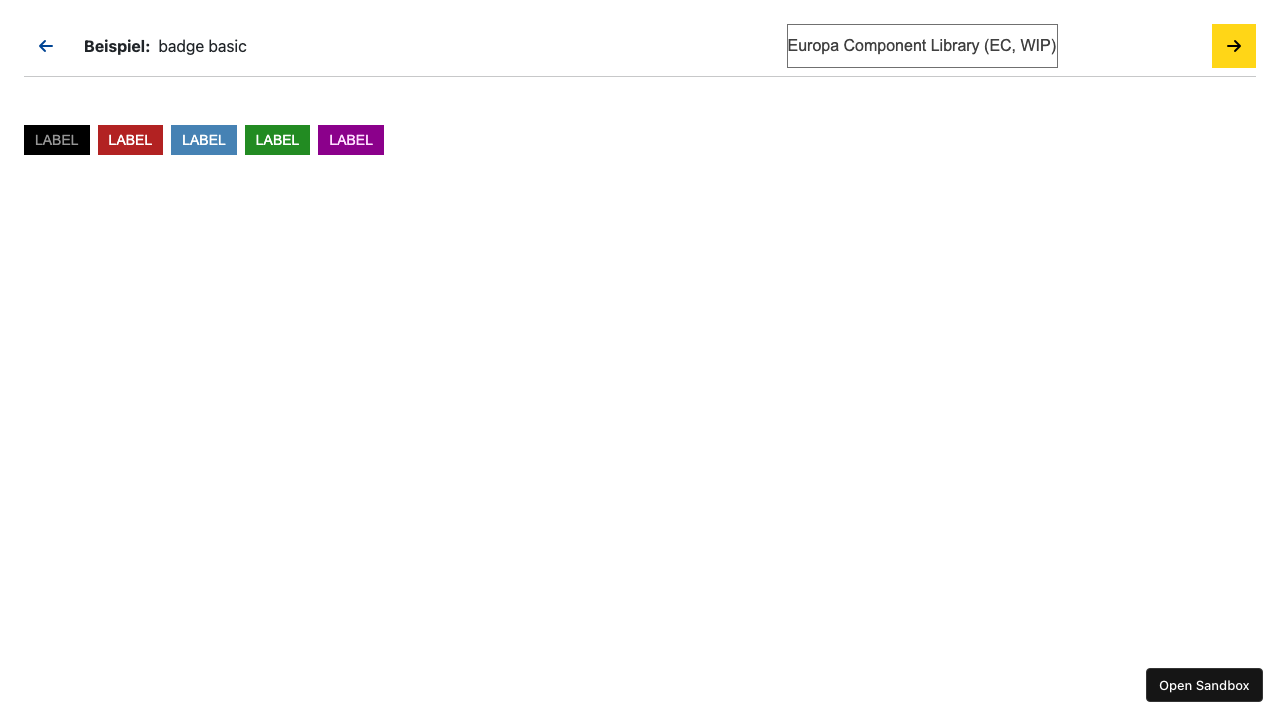 Beispiel: badge basic
Europa Component Library (EC, WIP)
LABEL LABEL LABEL LABEL LABEL
Open Sandbox